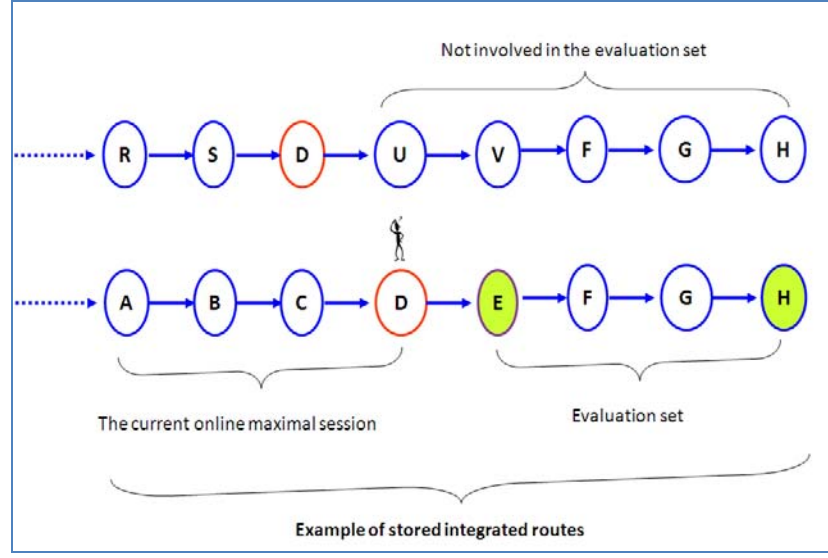 Not involved in the evaluation set
R S D U V F G H
A B C D E F G H
The current online maximal session
Evaluation set
Example of stored integrated routes